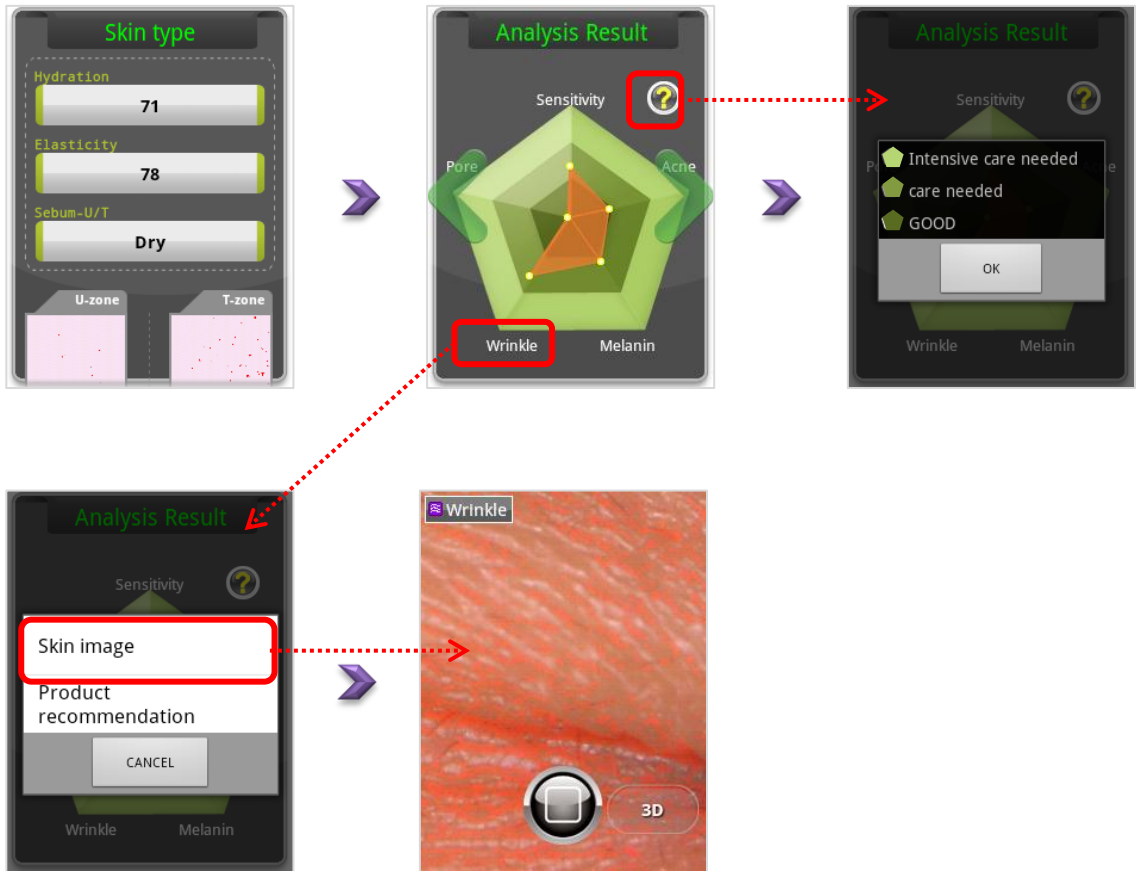 Skin type
Hydration
71
Elasticity
78
Sebum-U/T
Dry
U-zone
T-zone
Analysis Result
Sensitivity
?
Pore
Acne
Wrinkle
Melanin
Analysis Result
Sensitivity
?
Intensive care needed
care needed
GOOD
OK
Wrinkle
Melanin
Analysis Result
Sensitivity
?
Skin image
Product
recommendation
CANCEL
Wrinkle
Melanin
Wrinkle
3D